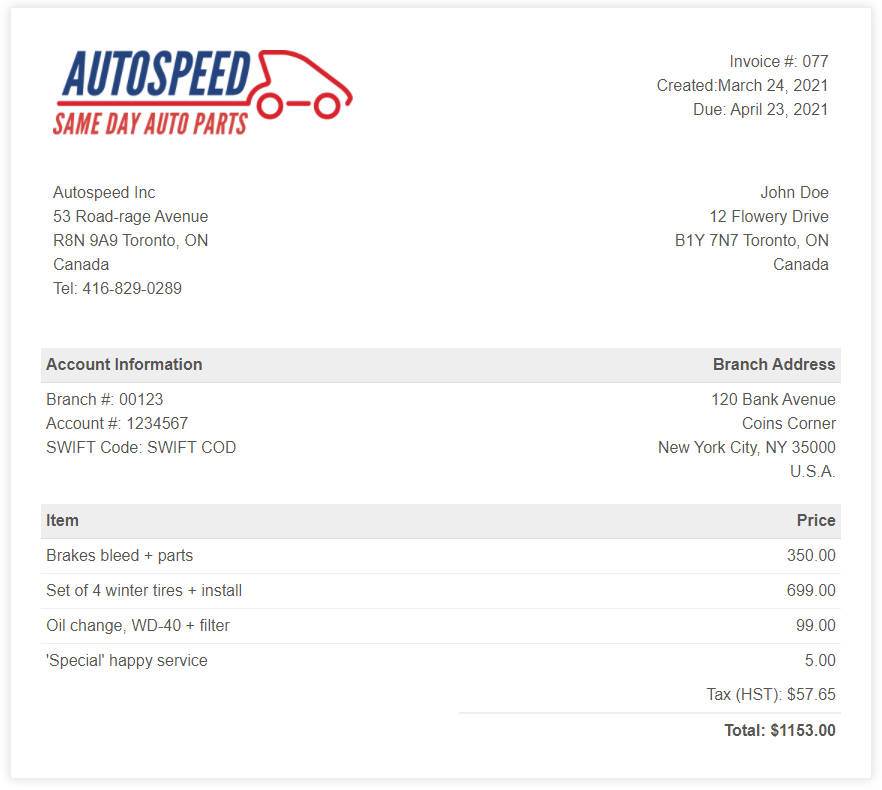 AUTOSPEED
SAME DAY AUTO PARTS
Invoice #: 077
Created:March 24, 2021
Due: April 23, 2021
Autospeed Inc
53 Road-rage Avenue
R8N 9A9 Toronto, ON
Canada
Tel: 416-829-0289
John Doe
12 Flowery Drive
B1Y 7N7 Toronto, ON
Canada
Account Information
Branch #: 00123
Account #: 1234567
SWIFT Code: SWIFT COD
Branch Address
120 Bank Avenue
Coins Corner
New York City, NY 35000
U.S.A.
Item Price
Brakes bleed + parts 350.00
Set of 4 winter tires + install 699.00
Oil change, WD-40 + filter 99.00
'Special' happy service 5.00
Tax (HST): $57.65
Total: $1153.00